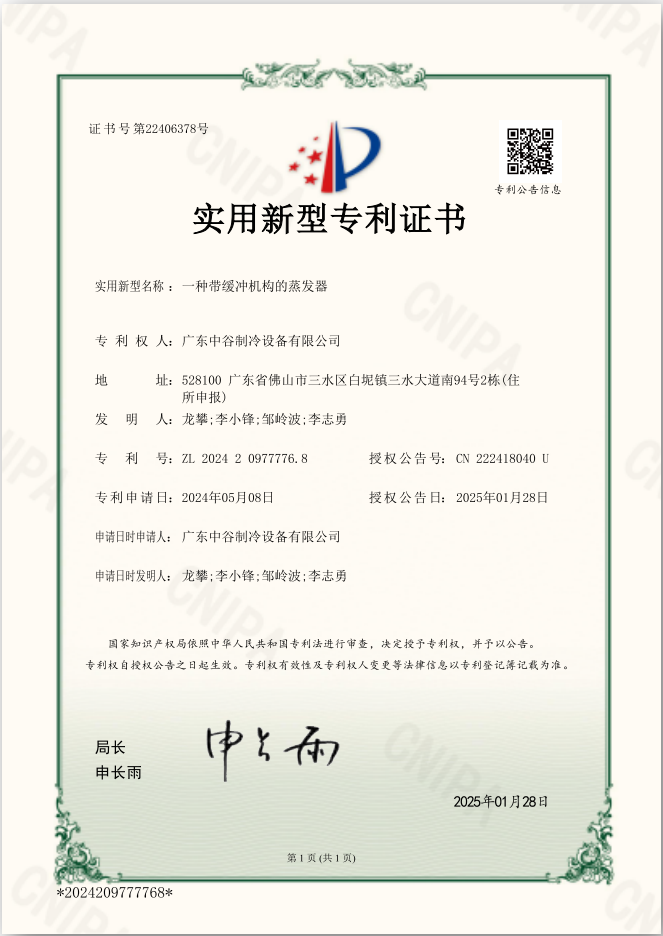 证书号第22406378号
专利公告信息
实用新型专利证书
实用新型名称：一种带缓冲机构的蒸发器
专利权人：广东中谷制冷设备有限公司
地址：528100 广东省佛山市三水区白坭镇三水大道南94号2栋(住
所申报)
发明人：龙攀;李小锋;邹岭波;李志勇
专利号：ZL 2024 2 0977776.8 授权公告号：CN 222418040 U
专利申请日：2024年05月08日 授权公告日：2025年01月28日
申请日时申请人：广东中谷制冷设备有限公司
申请日时发明人：龙攀;李小锋;邹岭波;李志勇
国家知识产权局依照中华人民共和国专利法进行审查，决定授予专利权，并予以公告。
专利权自授权公告之日起生效。专利权有效性及专利权人变更等法律信息以专利登记簿记载为准。
局长
申长雨
申长雨
2025年01月28日
第 1 页 (共 1 页)
*2024209777768*
CNIPA
CNIPA
CNIPA
CNIPA
CNIPA